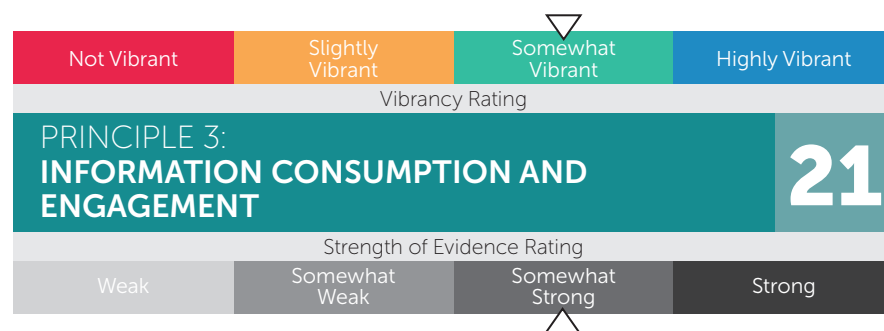 Not Vibrant
Slightly
Vibrant
Somewhat
Vibrant
Highly Vibrant
Vibrancy Rating
PRINCIPLE 3:
INFORMATION CONSUMPTION AND
ENGAGEMENT
21
Strength of Evidence Rating
Weak
Somewhat
Weak
Somewhat
Strong
Strong